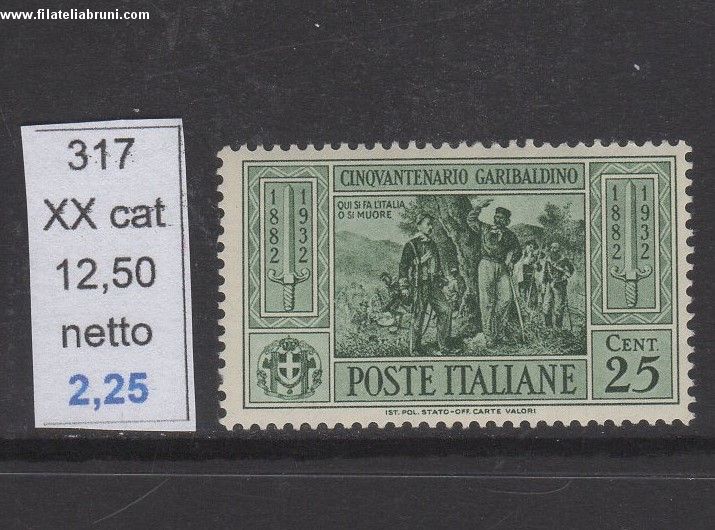 www.filateliabruni.com
317
XX cat
12,50
netto
2,25
CINQVANTENARIO GARIBALDINO
1882
1932
QUI SI FA L'ITALIA
O SI MUORE
1882
1932
CENT.
25
POSTE ITALIANE
IST. POL. STATO-OFF. CARTE VALORI